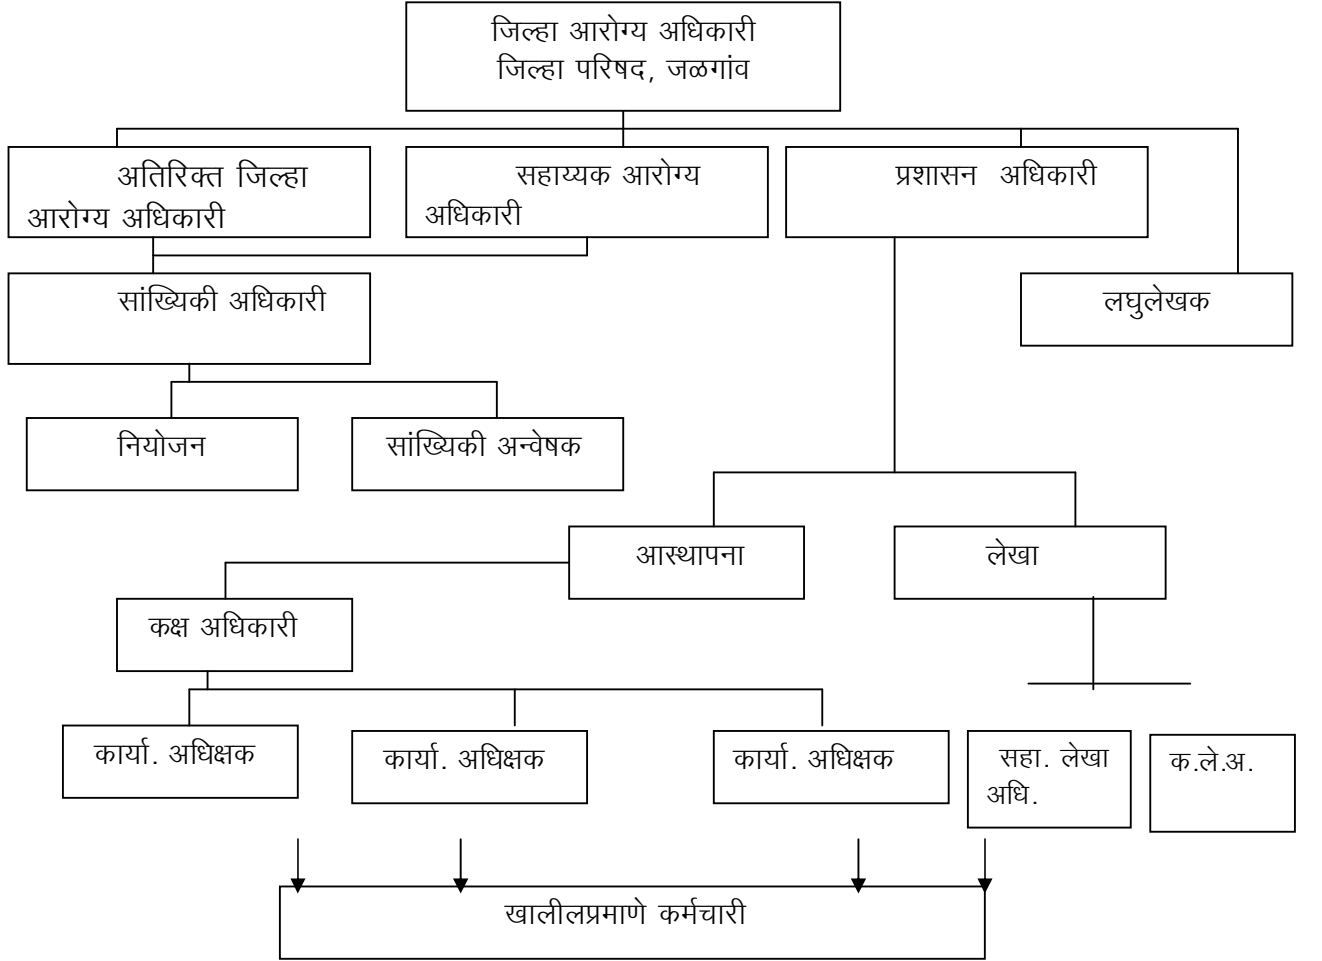 जिल्हा आरोग्य अधिकारी
जिल्हा परिषद, जळगांव
अतिरिक्त जिल्हा
आरोग्य अधिकारी
सहाय्यक आरोग्य
अधिकारी
प्रशासन अधिकारी
सांख्यिकी अधिकारी
लघुलेखक
नियोजन
सांख्यिकी अन्वेषक
आस्थापना
लेखा
कक्ष अधिकारी
कार्या. अधिक्षक
कार्या. अधिक्षक
कार्या. अधिक्षक
सहा. लेखा
अधि.
क.ले.अ.
खालीलप्रमाणे कर्मचारी